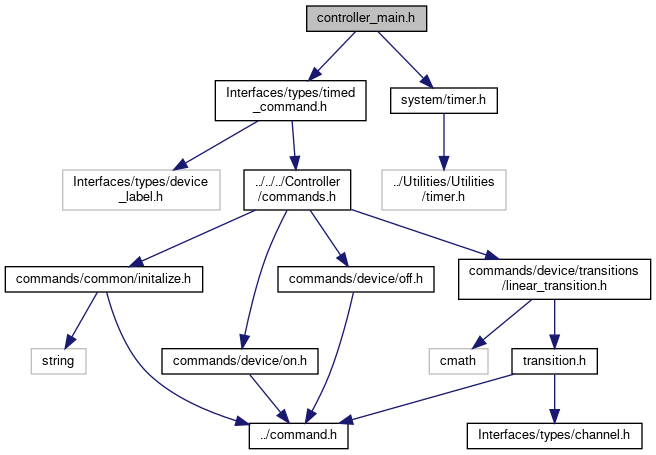 controller_main.h
Interfaces/types/timed
_command.h
system/timer.h
Interfaces/types/device
_label.h
../../../Controller
/commands.h
../Utilities/Utilities
/timer.h
commands/common/initalize.h
commands/device/off.h
commands/device/transitions
/linear_transition.h
string
commands/device/on.h
cmath
transition.h
../command.h
Interfaces/types/channel.h